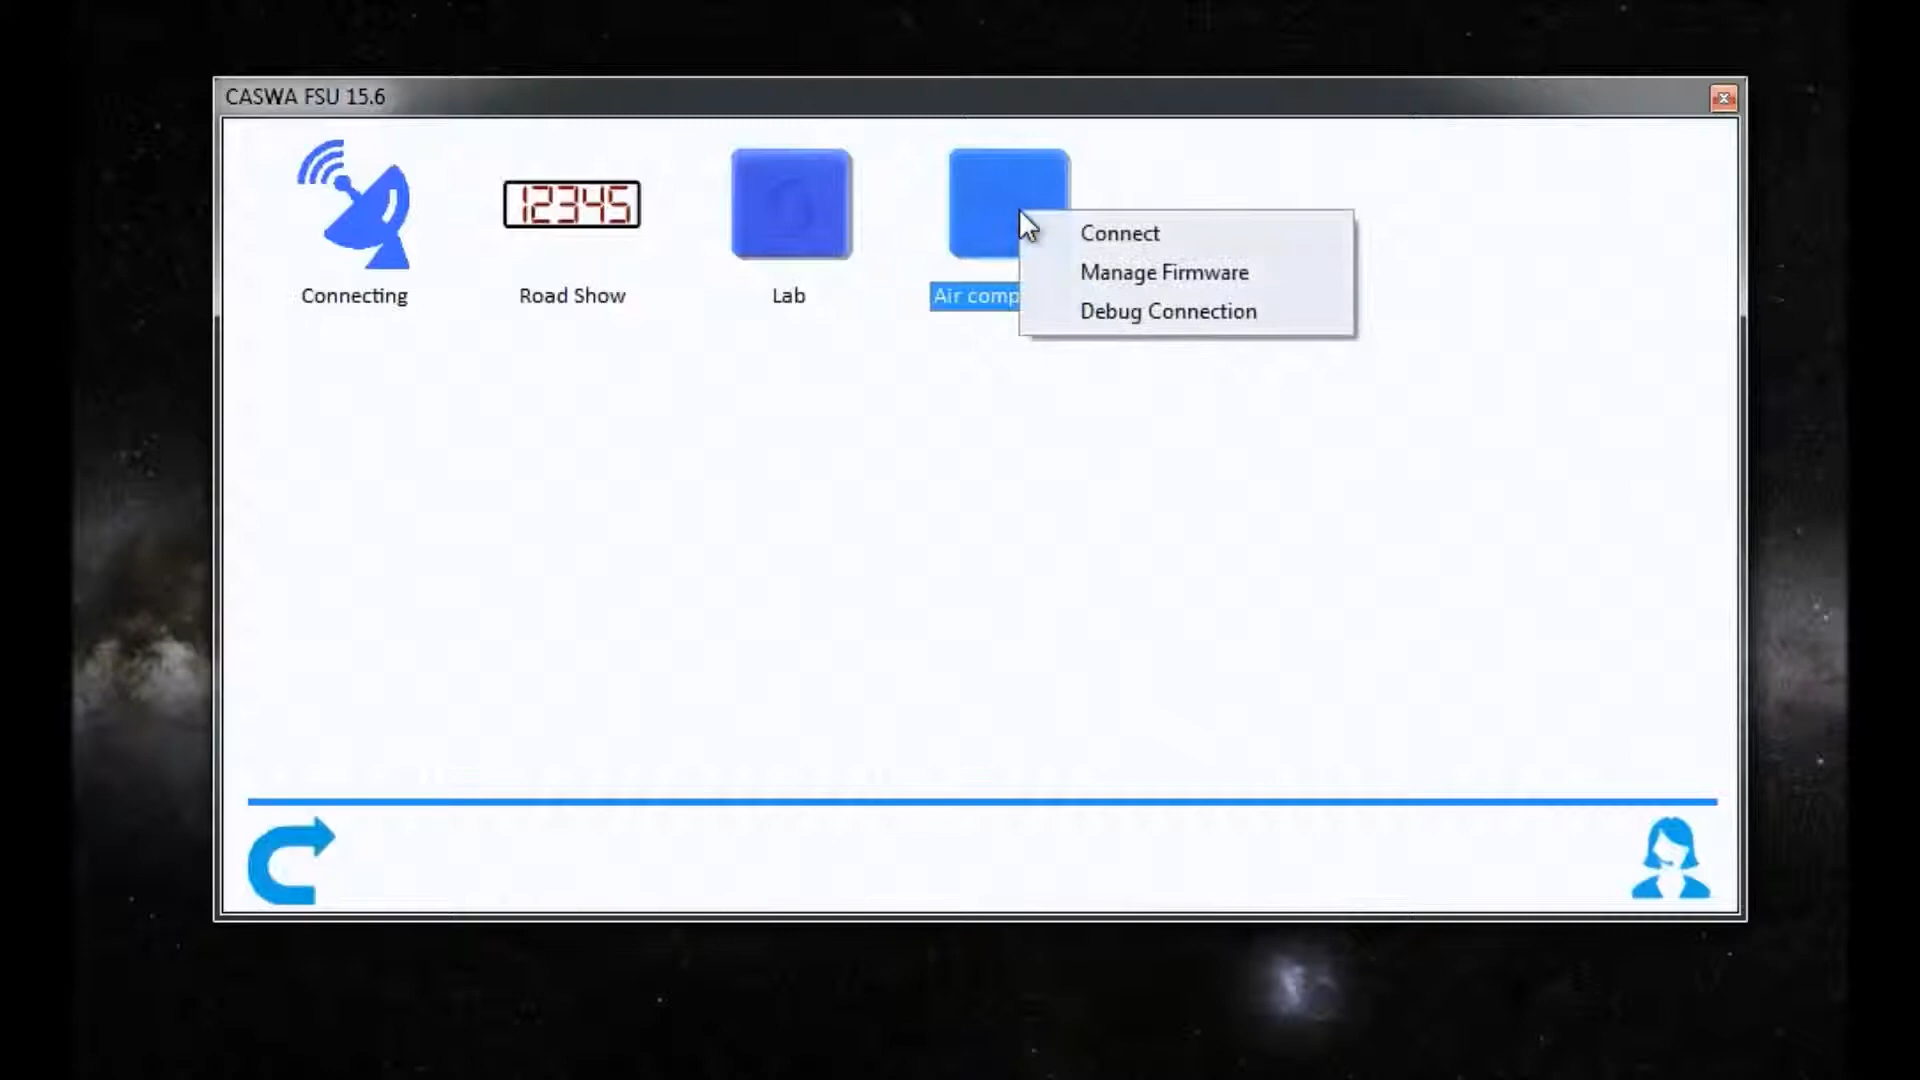 CASWA FSU 15.6
12345
Connecting
Road Show
Lab
Air comp
Connect
Manage Firmware
Debug Connection